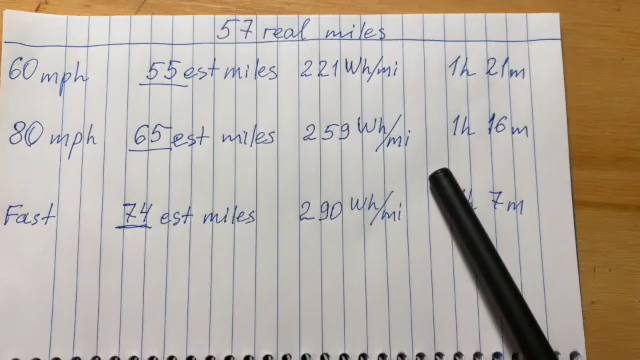 57 real miles
60 mph 55 est miles 221 Wh/mi 1h 21m
80 mph 65 est miles 259 Wh/mi 1h 16m
Fast 74 est miles 290 Wh/mi 7m